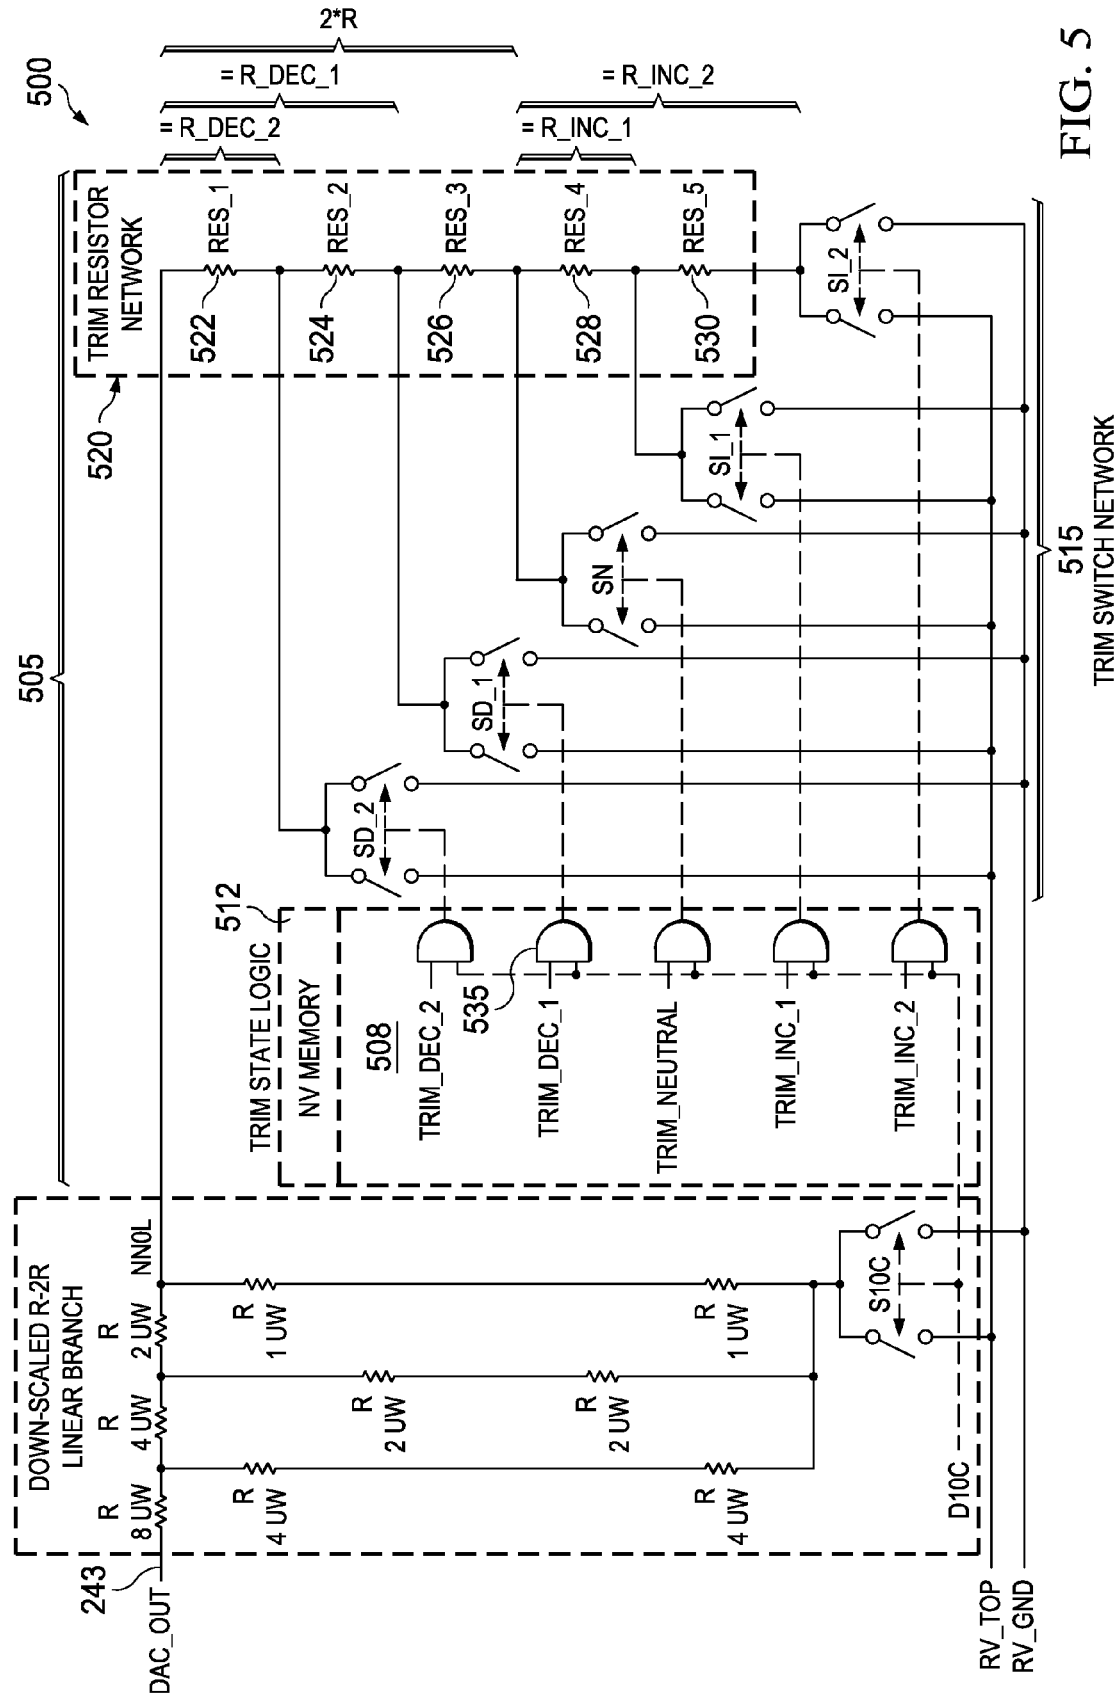 500
505
2*R
= R_DEC_1
= R_DEC_2
= R_INC_2
= R_INC_1
520
TRIM RESISTOR
NETWORK
RES_1
RES_2
RES_3
RES_4
RES_5
522
524
526
528
530
DOWN-SCALED R-2R
LINEAR BRANCH
243
DAC_OUT
R
8 UW
R
4 UW
R
2 UW
NN0L
R
4 UW
R
4 UW
R
2 UW
R
2 UW
R
1 UW
R
1 UW
S10C
D10C
RV_TOP
RV_GND
TRIM STATE LOGIC
512
NV MEMORY
508
TRIM_DEC_2
535
TRIM_DEC_1
TRIM_NEUTRAL
TRIM_INC_1
TRIM_INC_2
SD_2
SD_1
SN
SI_1
SI_2
515
TRIM SWITCH NETWORK
FIG. 5